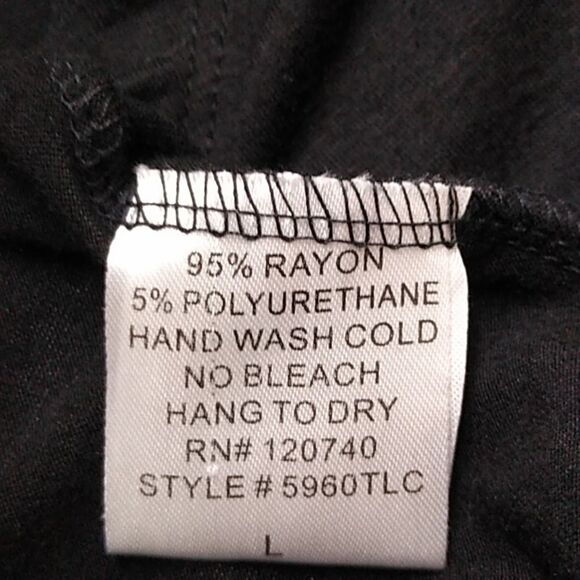 95% RAYON
5% POLYURETHANE
HAND WASH COLD
NO BLEACH
HANG TO DRY
RN# 120740
STYLE # 5960TLC
L